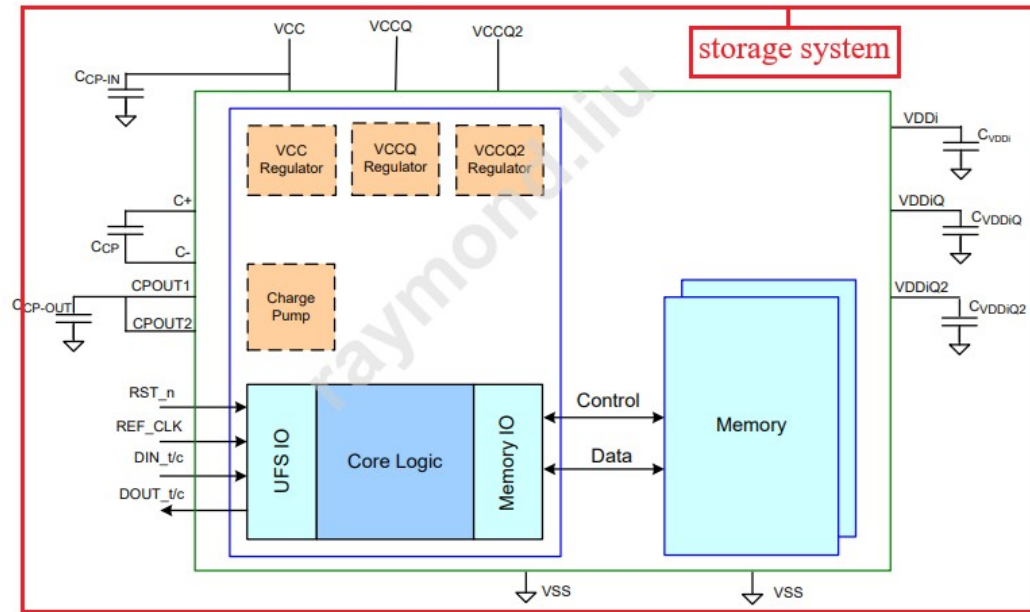 storage system
VCC
VCCQ
VCCQ2
CCP-IN
VCC
Regulator
VCCQ
Regulator
VCCQ2
Regulator
VDDi
CVDDi
C+
CCP
C-
VDDiQ
CVDDiQ
CPOUT1
CCP-OUT
CPOUT2
Charge
Pump
VDDiQ2
CVDDiQ2
RST_n
REF_CLK
DIN_t/c
DOUT_t/c
UFS IO
Core Logic
Memory IO
Control
Data
Memory
VSS
VSS
raymond.liu